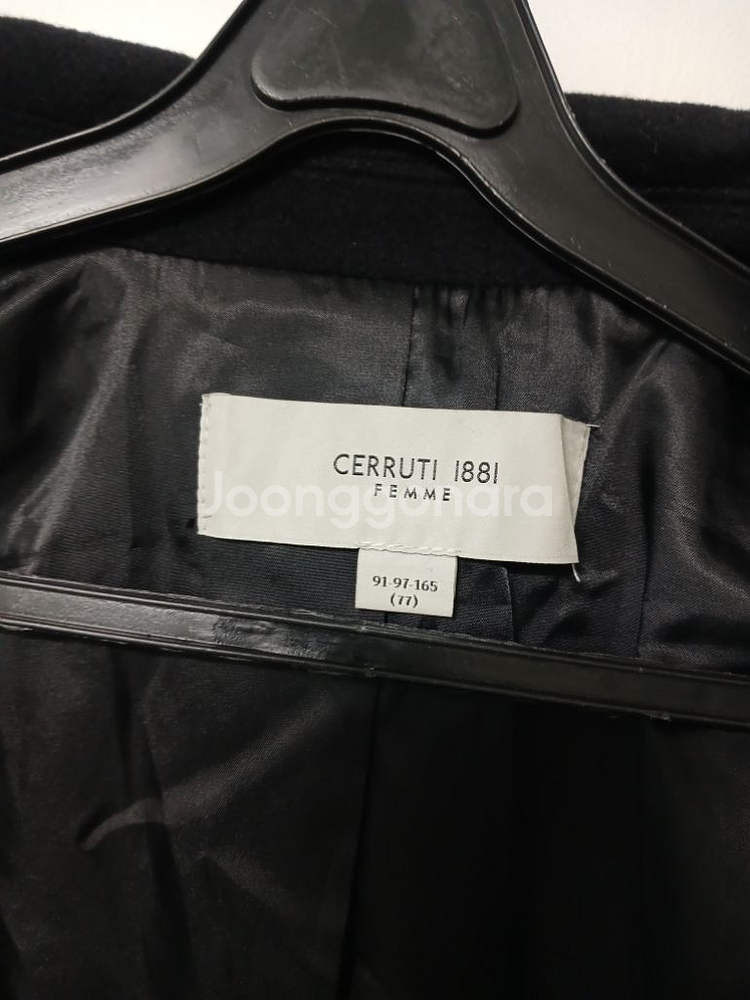 CERRUTI 1881
FEMME
Joonggonara
91-97-165
(77)